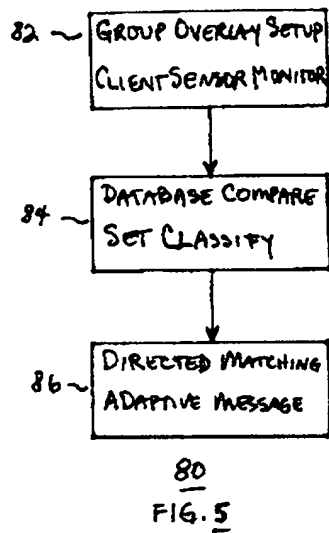 82 GROUP OVERLAY SETUP
CLIENT SENSOR MONITOR
84 DATABASE COMPARE
SET CLASSIFY
86 DIRECTED MATCHING
ADAPTIVE MESSAGE
80
FIG. 5